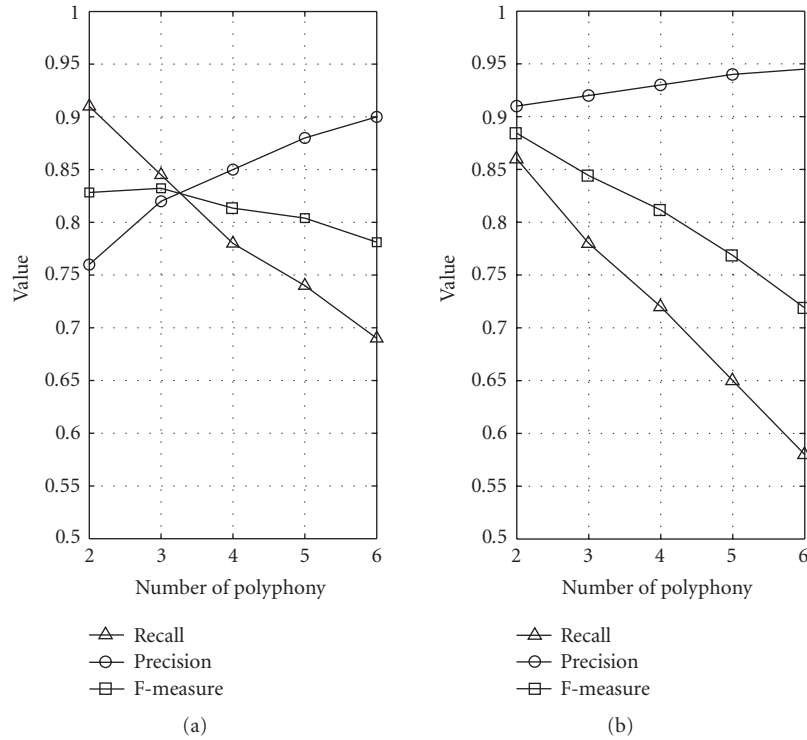 1
0.95
0.9
0.85
0.8
0.75
0.7
0.65
0.6
0.55
0.5
Value
2 3 4 5 6
Number of polyphony
Recall
Precision
F-measure
(a)
1
0.95
0.9
0.85
0.8
0.75
0.7
0.65
0.6
0.55
0.5
Value
2 3 4 5 6
Number of polyphony
Recall
Precision
F-measure
(b)